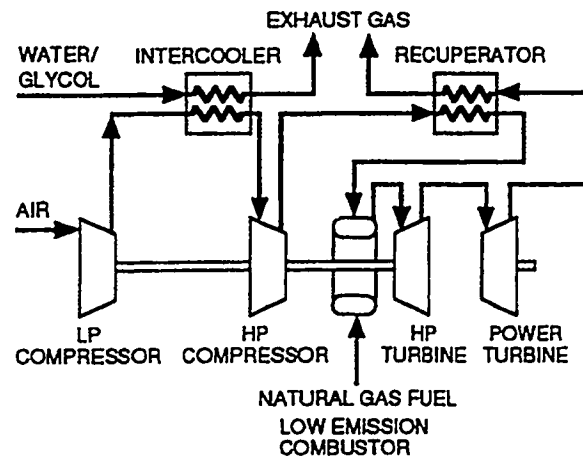 EXHAUST GAS
WATER/
GLYCOL
INTERCOOLER
RECUPERATOR
AIR
LP
COMPRESSOR
HP
COMPRESSOR
HP
TURBINE
POWER
TURBINE
NATURAL GAS FUEL
LOW EMISSION
COMBUSTOR